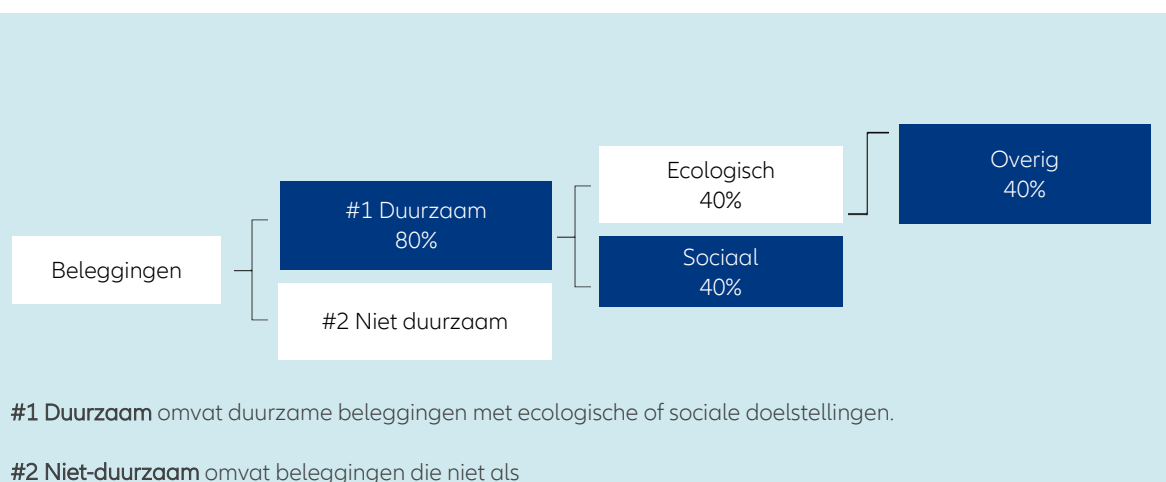 Beleggingen
#1 Duurzaam
80%
#2 Niet duurzaam
Ecologisch
40%
Sociaal
40%
Overig
40%
#1 Duurzaam omvat duurzame beleggingen met ecologische of sociale doelstellingen.
#2 Niet-duurzaam omvat beleggingen die niet als